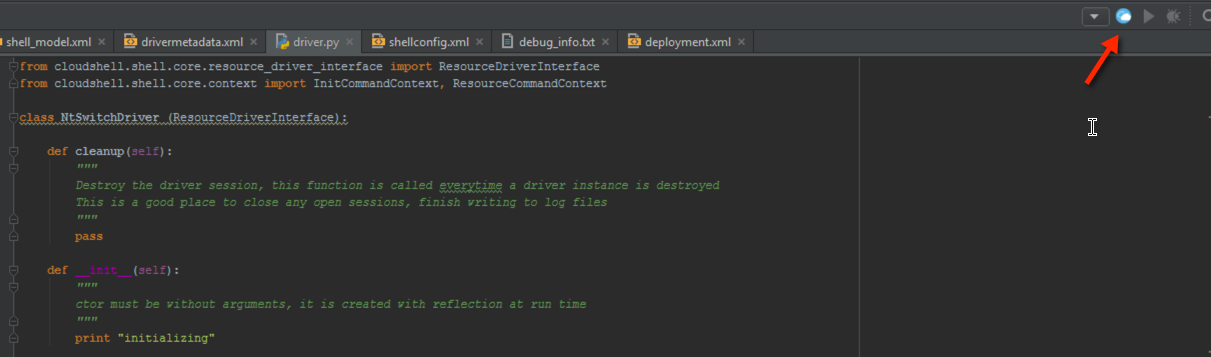 shell_model.xml drivermetadata.xml driver.py shellconfig.xml debug_info.txt deployment.xml
from cloudshell.shell.core.resource_driver_interface import ResourceDriverInterface
from cloudshell.shell.core.context import InitCommandContext, ResourceCommandContext
class NtSwitchDriver (ResourceDriverInterface):
def cleanup(self):
"""
Destroy the driver session, this function is called everytime a driver instance is destroyed
This is a good place to close any open sessions, finish writing to log files
"""
pass
def __init__(self):
"""
ctor must be without arguments, it is created with reflection at run time
"""
print "initializing"